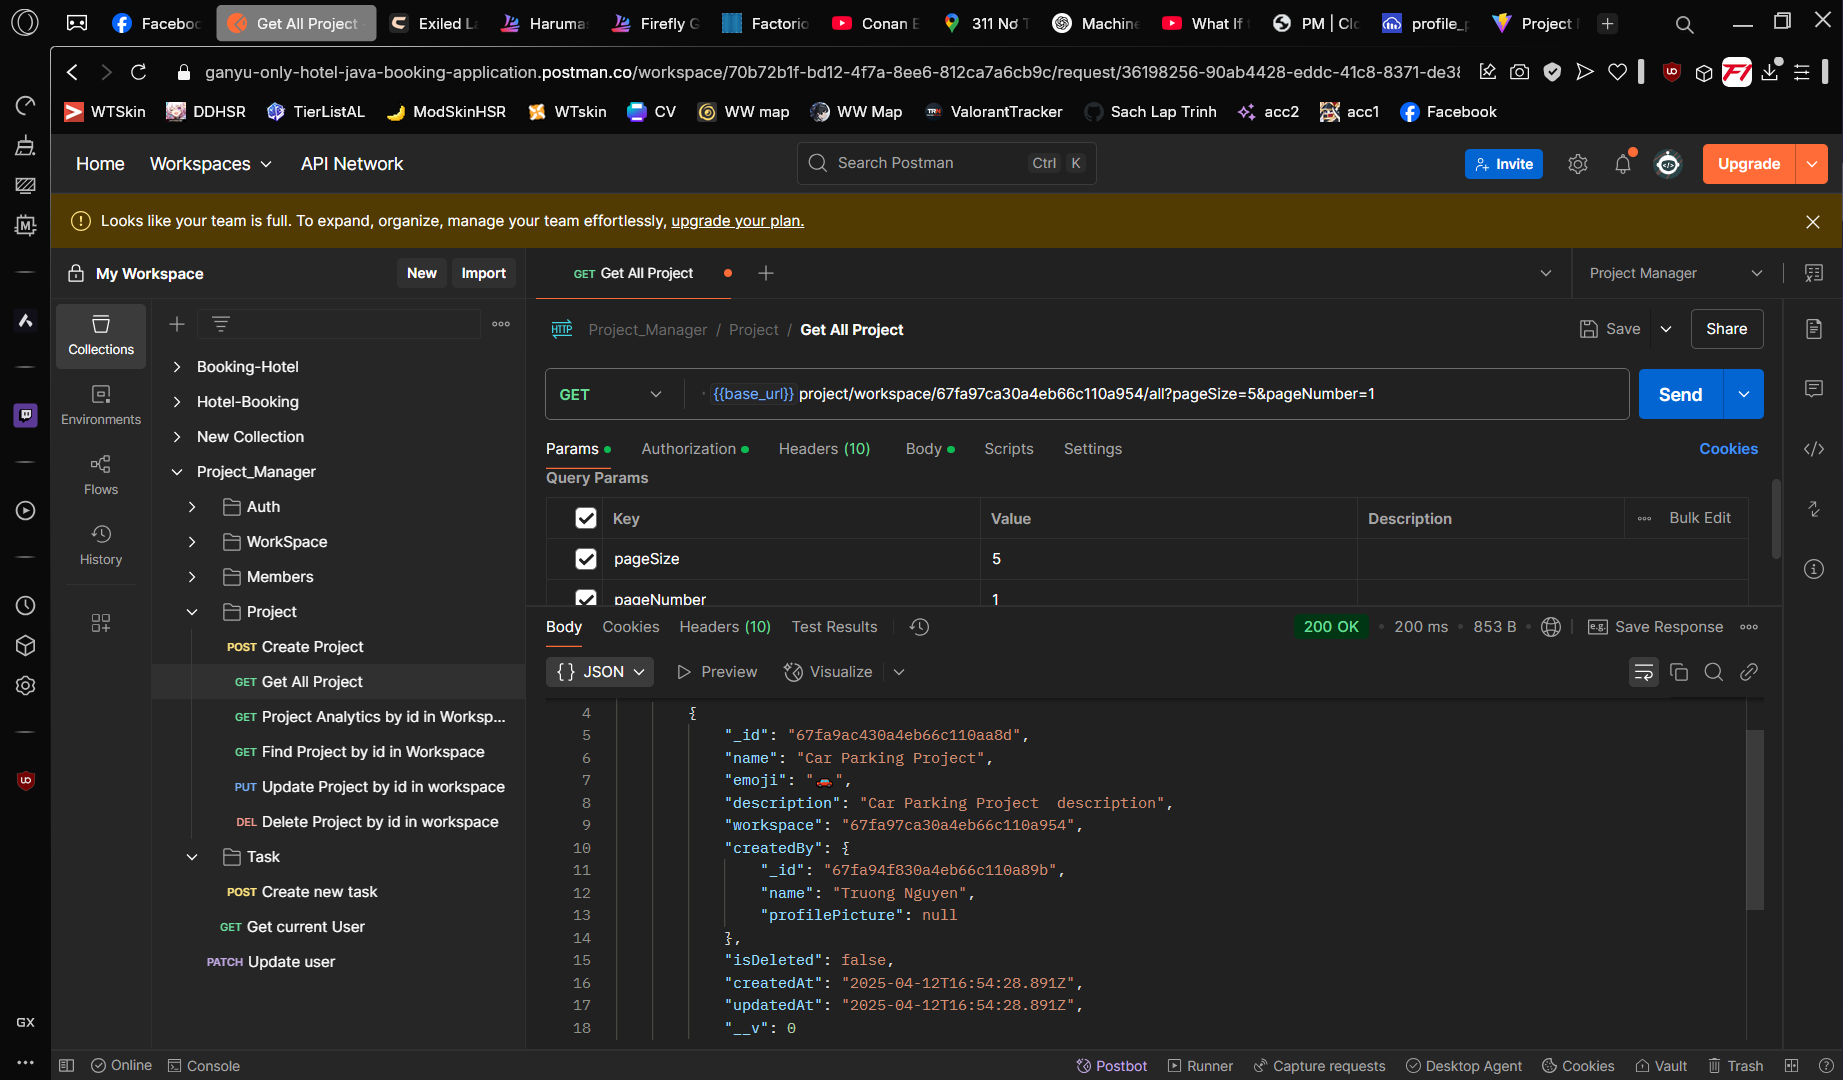 Faceboo
Get All Project
Exiled La
Haruma
Firefly G
Factorio
Conan E
311 Nơ T
Machine
What If
PM | Clo
profile_p
Project
ganyu-only-hotel-java-booking-application.postman.co/workspace/70b72b1f-bd12-4f7a-8ee6-812ca7a6cb9c/request/36198256-90ab4428-eddc-41c8-8371-de38
WTSkin
DDHSR
TierListAL
ModSkinHSR
WTskin
CV
WW map
WW Map
ValorantTracker
Sach Lap Trinh
acc2
acc1
Facebook
Home
Workspaces
API Network
Search Postman
Ctrl
K
Invite
Upgrade
Looks like your team is full. To expand, organize, manage your team effortlessly, upgrade your plan.
My Workspace
New
Import
GET Get All Project
Project Manager
Collections
Environments
Flows
History
Booking-Hotel
Hotel-Booking
New Collection
Project_Manager
Auth
WorkSpace
Members
Project
POST Create Project
GET Get All Project
GET Project Analytics by id in Worksp...
GET Find Project by id in Workspace
PUT Update Project by id in workspace
DEL Delete Project by id in workspace
Task
POST Create new task
GET Get current User
PATCH Update user
HTTP Project_Manager / Project / Get All Project
Save
Share
GET
{{base_url}} project/workspace/67fa97ca30a4eb66c110a954/all?pageSize=5&pageNumber=1
Send
Params
Authorization
Headers (10)
Body
Scripts
Settings
Cookies
Query Params
Key
Value
Description
Bulk Edit
pageSize
5
pageNumber
1
Body
Cookies
Headers (10)
Test Results
200 OK
200 ms
853 B
e.g.
Save Response
{} JSON
Preview
Visualize
4 {
5 "_id": "67fa9ac430a4eb66c110aa8d",
6 "name": "Car Parking Project",
7 "emoji": "🚗",
8 "description": "Car Parking Project  description",
9 "workspace": "67fa97ca30a4eb66c110a954",
10 "createdBy": {
11 "_id": "67fa94f830a4eb66c110a89b",
12 "name": "Truong Nguyen",
13 "profilePicture": null
14 },
15 "isDeleted": false,
16 "createdAt": "2025-04-12T16:54:28.891Z",
17 "updatedAt": "2025-04-12T16:54:28.891Z",
18 "__v": 0
GX
Online
Console
Postbot
Runner
Capture requests
Desktop Agent
Cookies
Vault
Trash